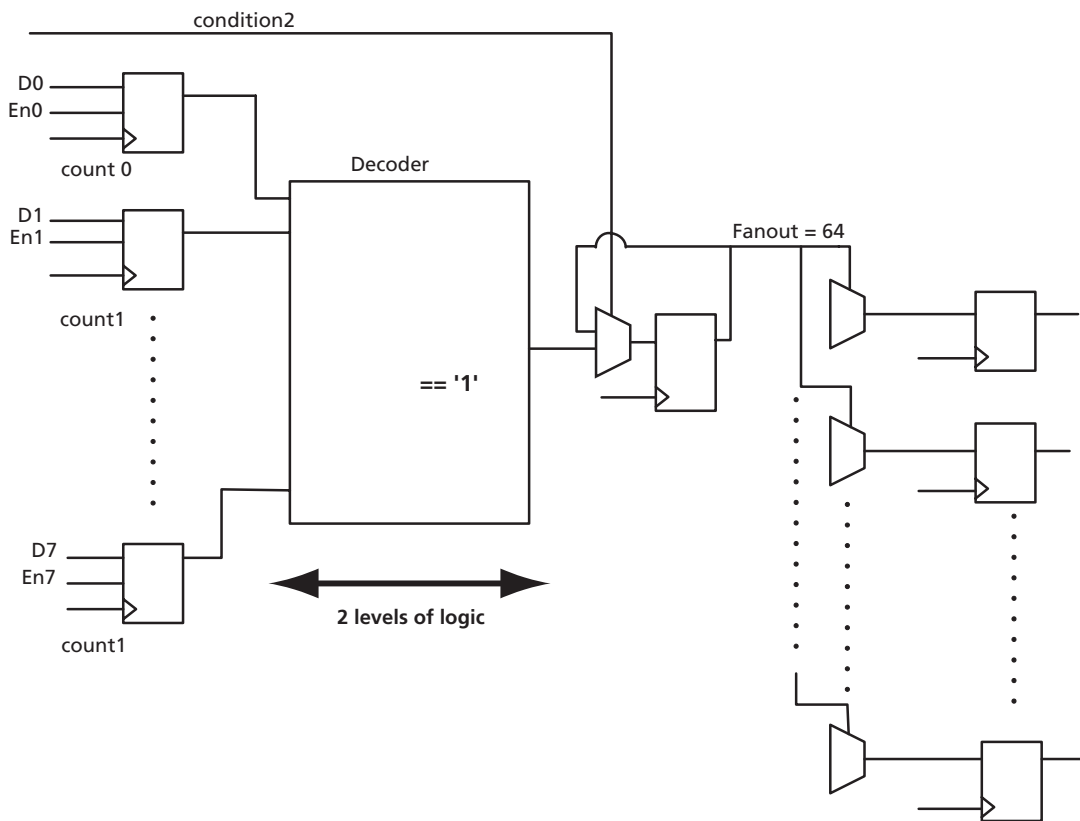 condition2
D0
En0
count 0
Decoder
D1
En1
count1
Fanout = 64
== '1'
D7
En7
count1
2 levels of logic